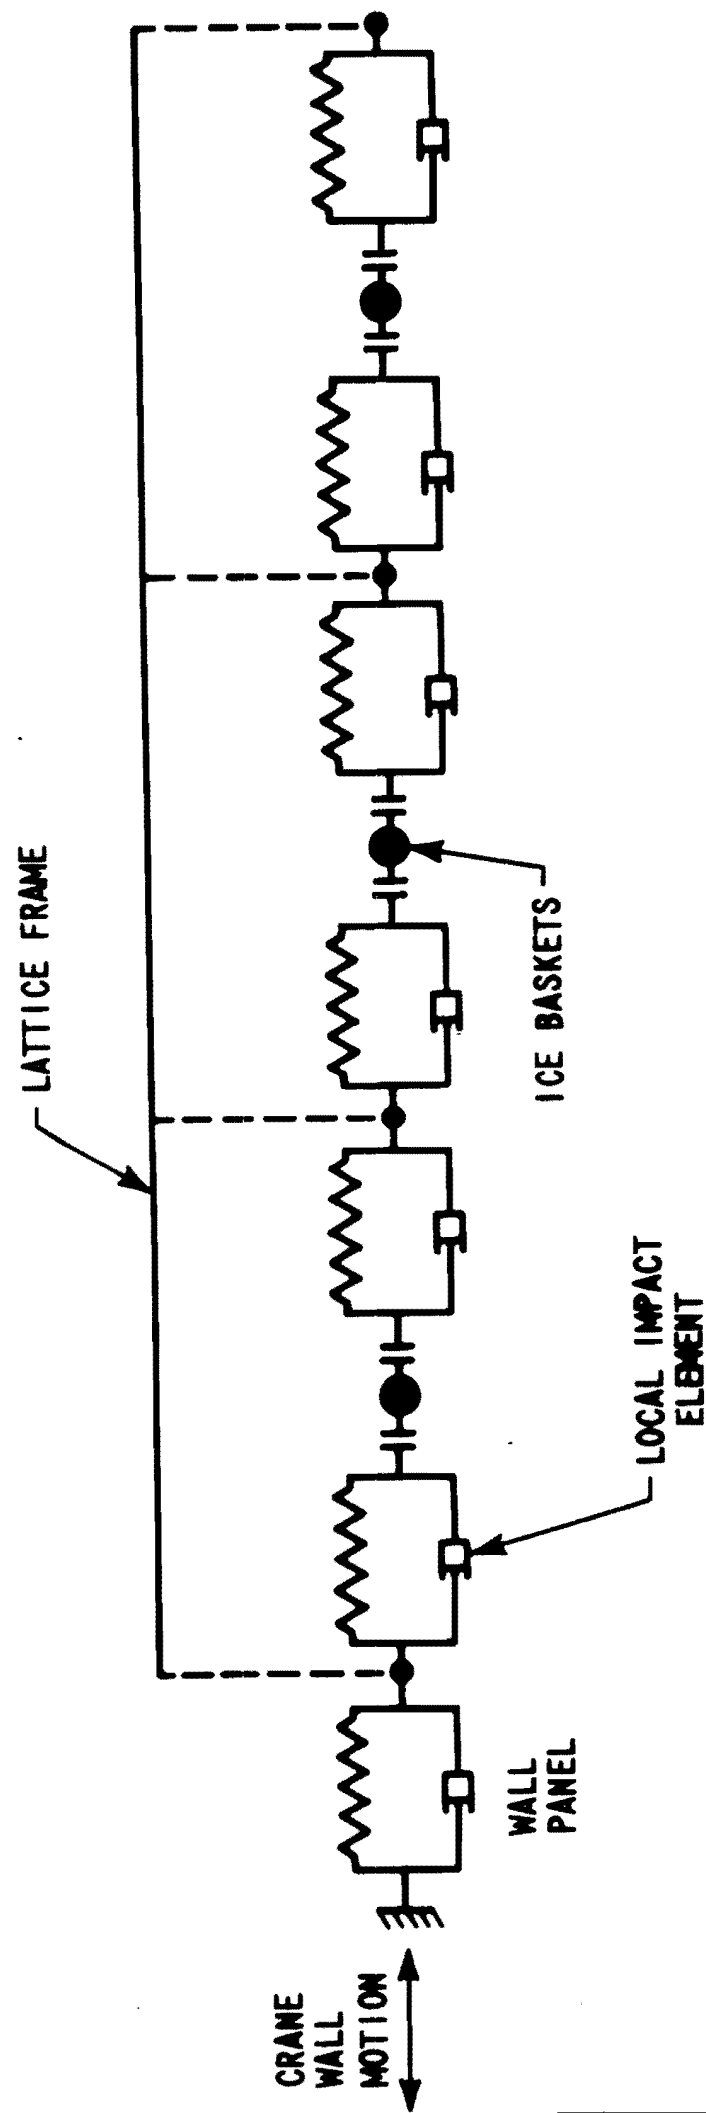 LATTICE FRAME
ICE BASKETS
LOCAL IMPACT
ELEMENT
WALL
PANEL
CRANE
WALL
MOTION